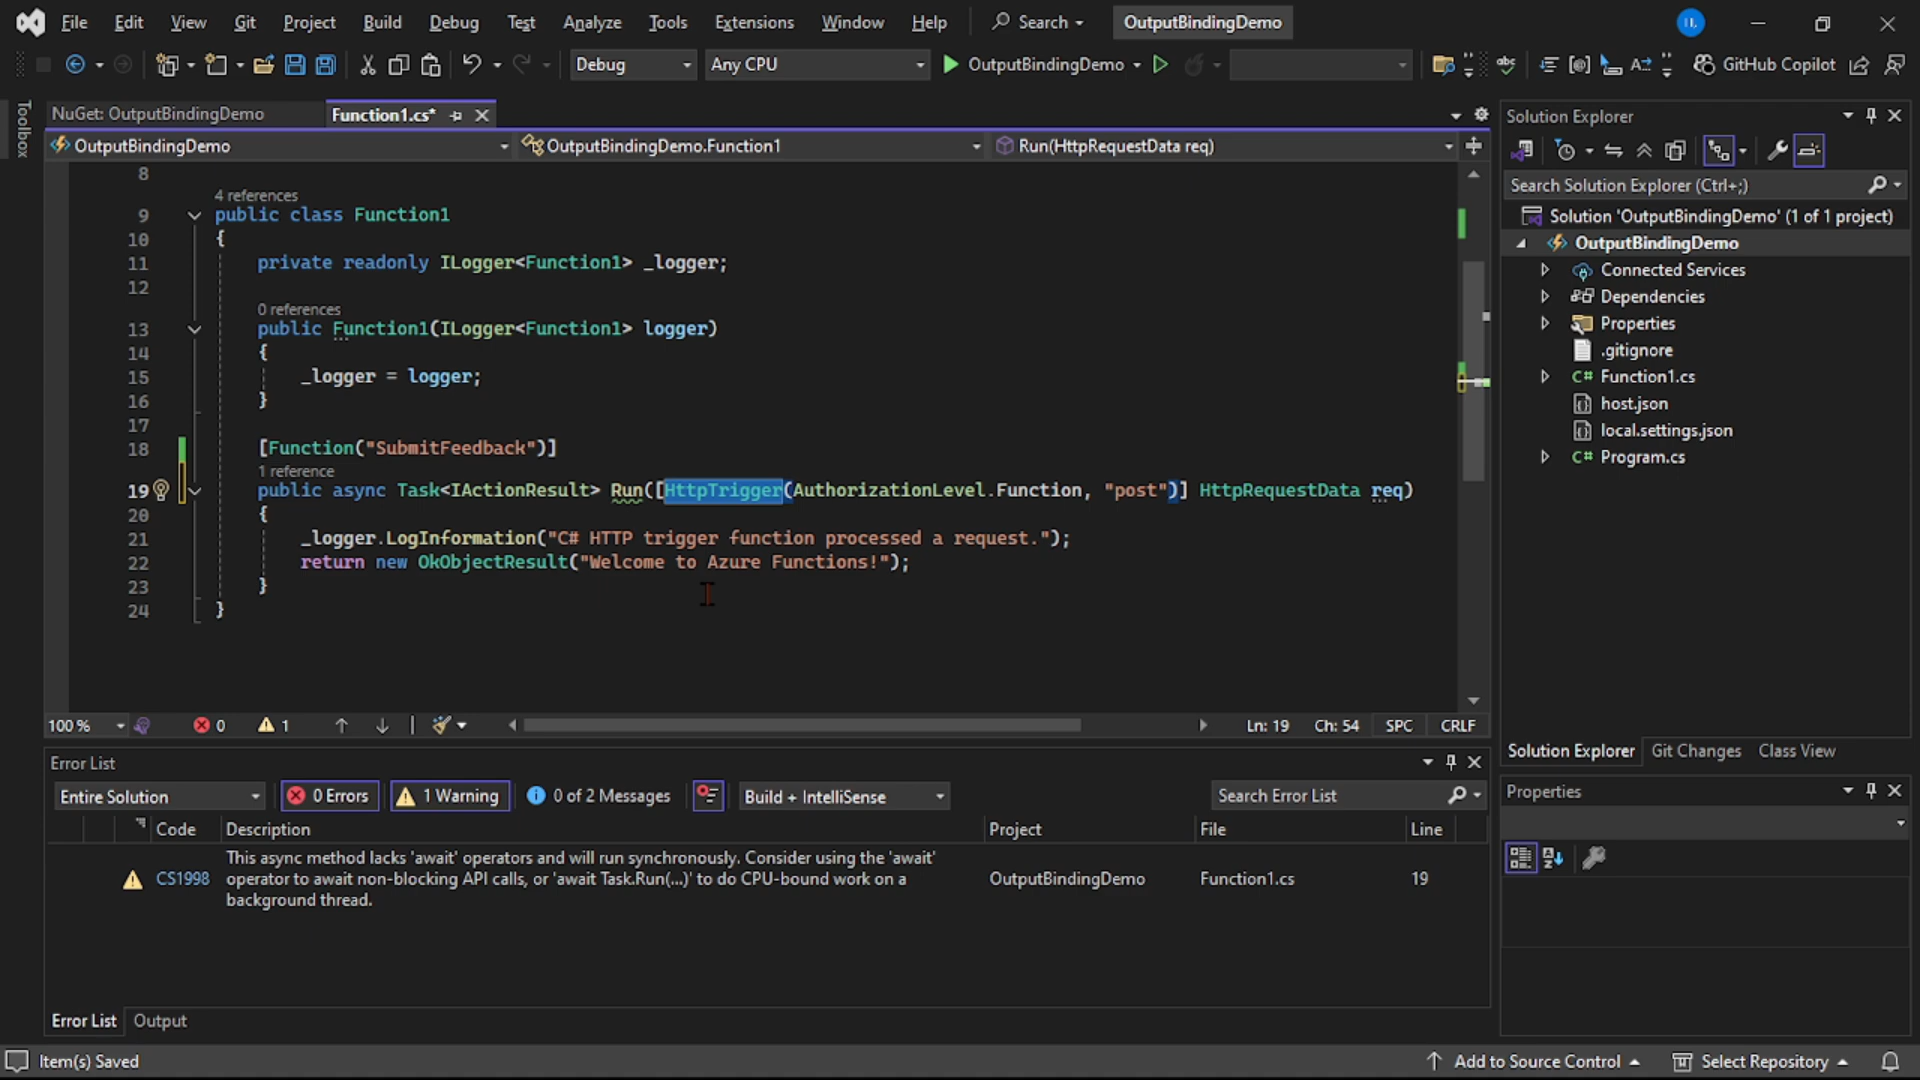 File Edit View Git Project Build Debug Test Analyze Tools Extensions Window Help Search OutputBindingDemo
Debug Any CPU OutputBindingDemo GitHub Copilot
Toolbox
NuGet: OutputBindingDemo Function1.cs*
OutputBindingDemo OutputBindingDemo.Function1 Run(HttpRequestData req)
8
4 references
9 public class Function1
10 {
11 private readonly ILogger<Function1> _logger;
12
0 references
13 public Function1(ILogger<Function1> logger)
14 {
15 _logger = logger;
16 }
17
18 [Function("SubmitFeedback")]
1 reference
19 public async Task<IActionResult> Run([HttpTrigger(AuthorizationLevel.Function, "post")] HttpRequestData req)
20 {
21 _logger.LogInformation("C# HTTP trigger function processed a request.");
22 return new OkObjectResult("Welcome to Azure Functions!");
23 }
24 }
100 % 0 1 Ln: 19 Ch: 54 SPC CRLF
Error List
Entire Solution 0 Errors 1 Warning 0 of 2 Messages Build + IntelliSense Search Error List
Code Description Project File Line
CS1998 This async method lacks 'await' operators and will run synchronously. Consider using the 'await'
operator to await non-blocking API calls, or 'await Task.Run(...)' to do CPU-bound work on a
background thread.
OutputBindingDemo Function1.cs 19
Error List Output
Solution Explorer
Search Solution Explorer (Ctrl+;)
Solution 'OutputBindingDemo' (1 of 1 project)
OutputBindingDemo
Connected Services
Dependencies
Properties
.gitignore
C# Function1.cs
host.json
local.settings.json
C# Program.cs
Solution Explorer Git Changes Class View
Properties
Item(s) Saved Add to Source Control Select Repository